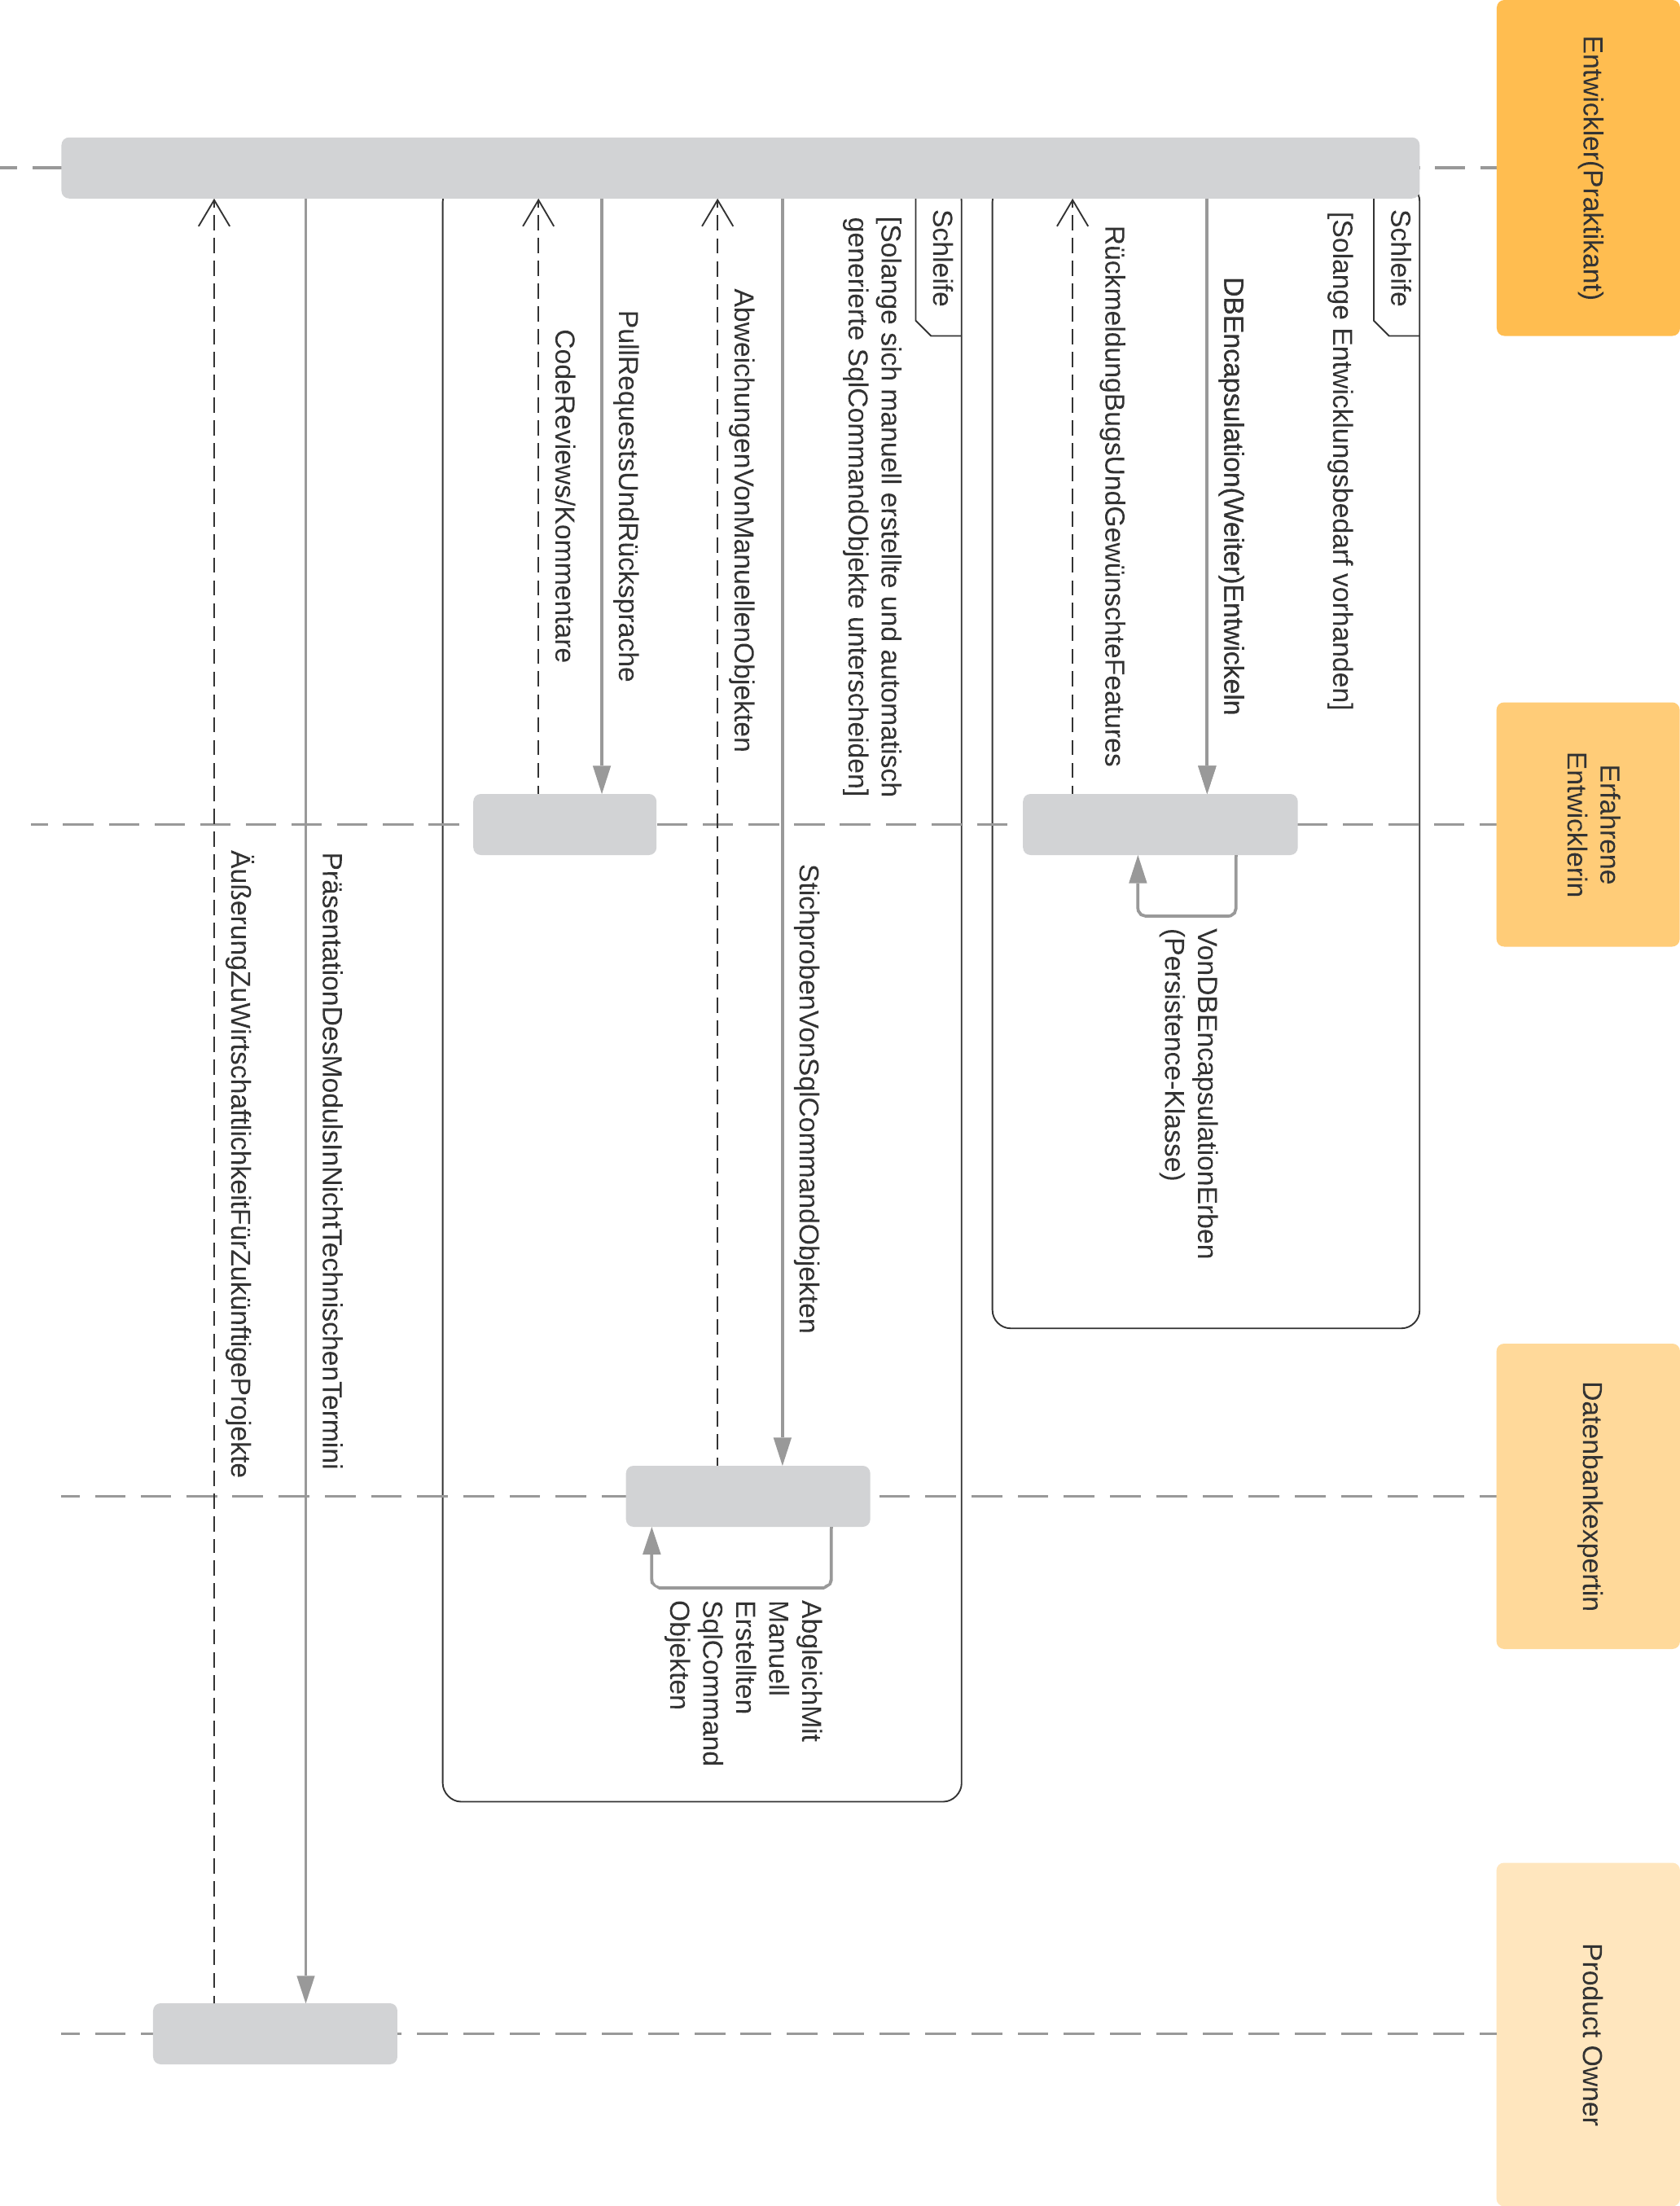 Entwickler(Praktikant)
Erfahrene
Entwicklerin
Datenbankexpertin
Product Owner
Schleife
[Solange Entwicklungsbedarf vorhanden]
DBEncapsulation(Weiter)Entwickeln
VonDBEncapsulationErben
(Persistence-Klasse)
RückmeldungBugsUndGewünschteFeatures
Schleife
[Solange sich manuell erstellte und automatisch
generierte SqlCommandObjekte unterscheiden]
StichprobenVonSqlCommandObjekten
AbgleichMit
Manuell
Erstellten
SqlCommand
Objekten
AbweichungenVonManuellenObjekten
PullRequestsUndRücksprache
CodeReviews/Kommentare
PräsentationDesModulsInNichtTechnischenTermini
ÄußerungZuWirtschaftlichkeitFürZukünftigeProjekte